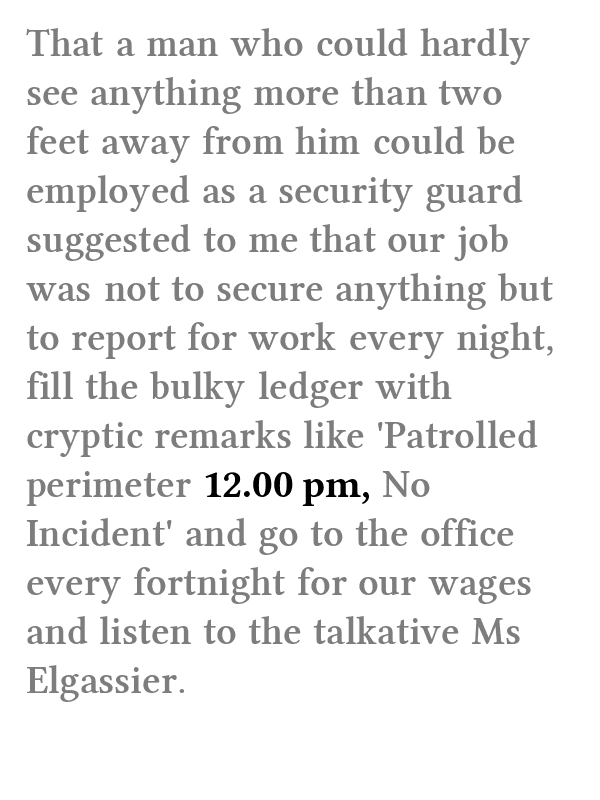 That a man who could hardly
see anything more than two
feet away from him could be
employed as a security guard
suggested to me that our job
was not to secure anything but
to report for work every night,
fill the bulky ledger with
cryptic remarks like 'Patrolled
perimeter 12.00 pm, No
Incident' and go to the office
every fortnight for our wages
and listen to the talkative Ms
Elgassier.